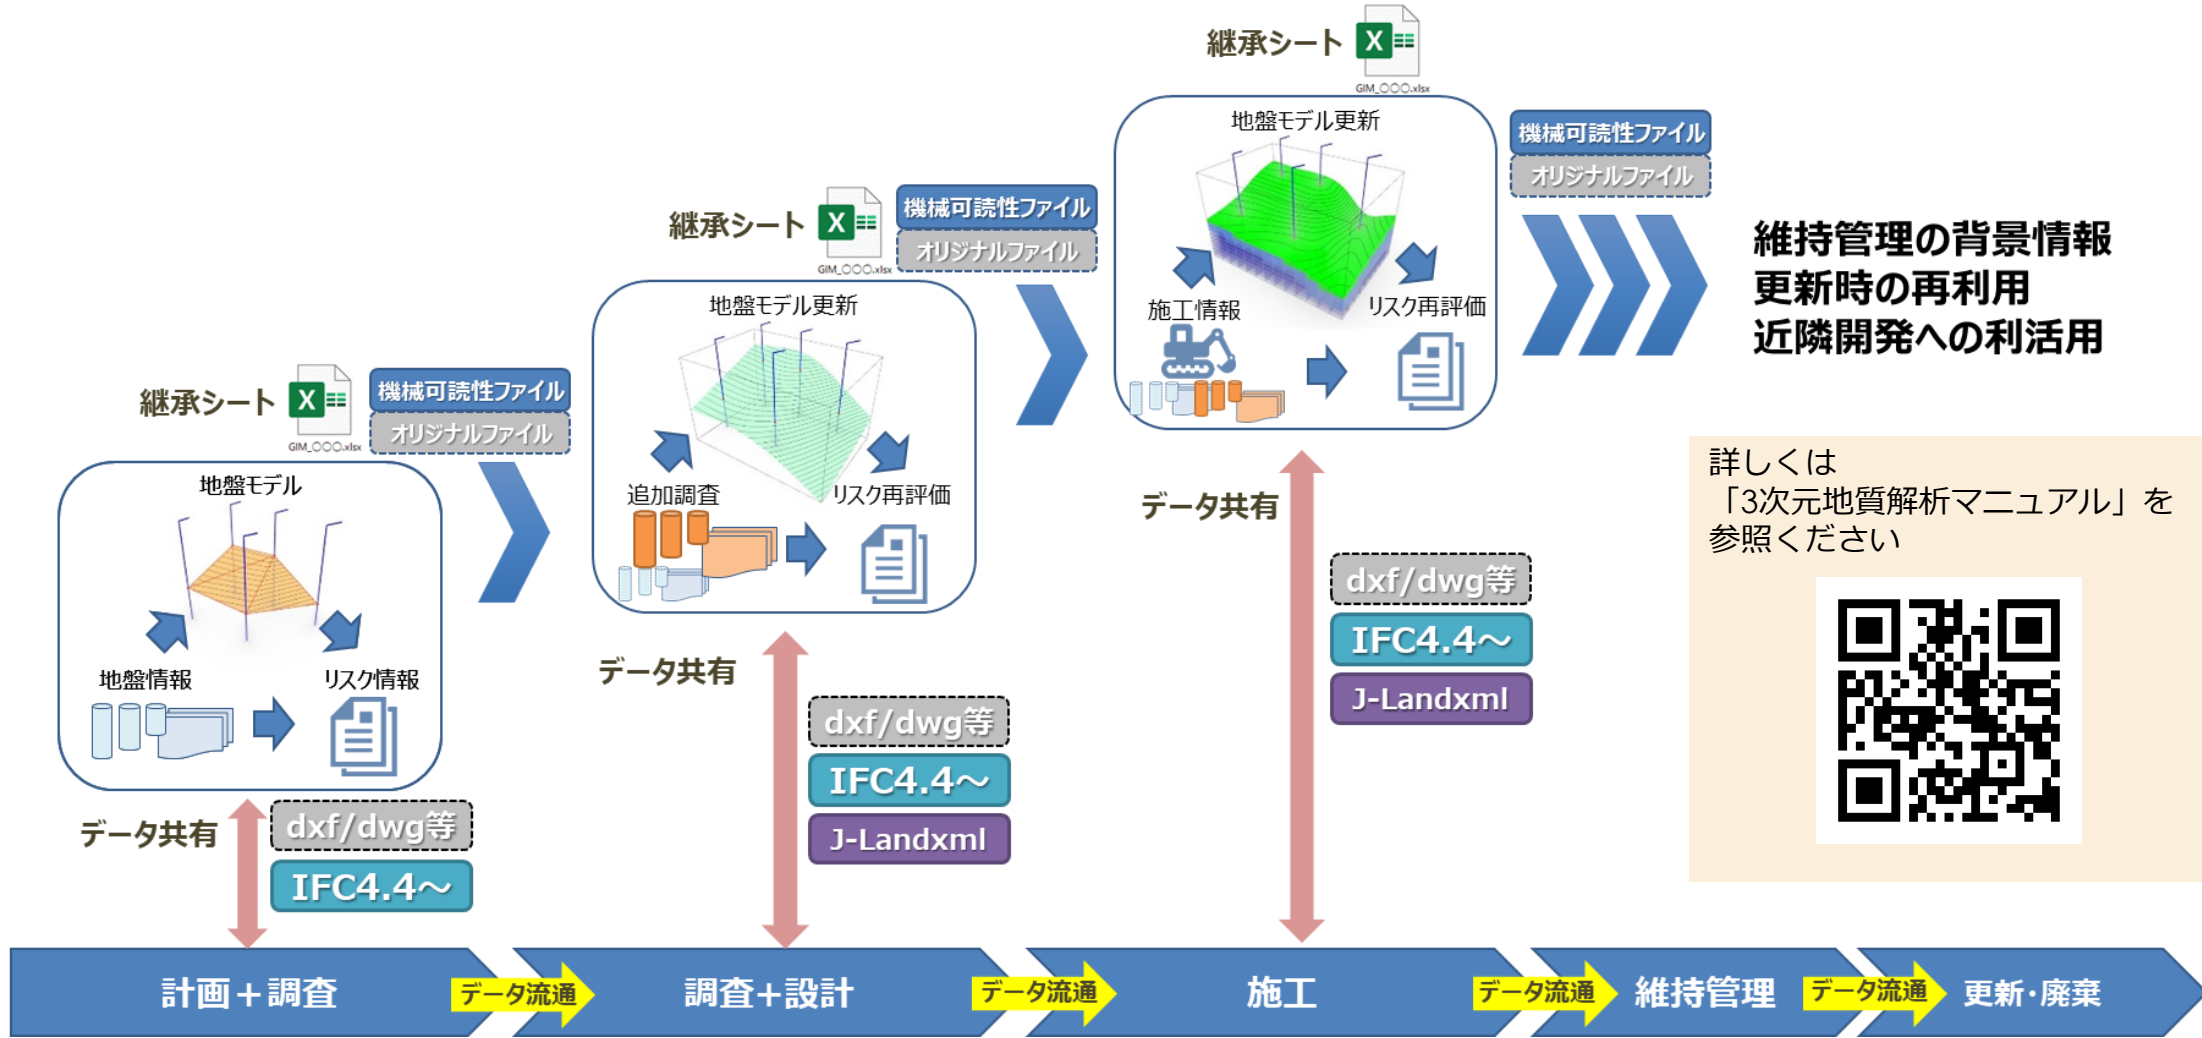 継承シート
GIM_〇〇〇.xlsx
地盤モデル更新
機械可読性ファイル
オリジナルファイル
施工情報
リスク再評価
維持管理の背景情報
更新時の再利用
近隣開発への利活用
継承シート
GIM_〇〇〇.xlsx
機械可読性ファイル
オリジナルファイル
地盤モデル更新
追加調査
リスク再評価
継承シート
GIM_〇〇〇.xlsx
機械可読性ファイル
オリジナルファイル
地盤モデル
地盤情報
リスク情報
詳しくは
「3次元地質解析マニュアル」を
参照ください
データ共有
dxf/dwg等
IFC4.4～
J-Landxml
データ共有
dxf/dwg等
IFC4.4～
J-Landxml
データ共有
dxf/dwg等
IFC4.4～
計画＋調査
データ流通
調査＋設計
データ流通
施工
データ流通
維持管理
データ流通
更新・廃棄